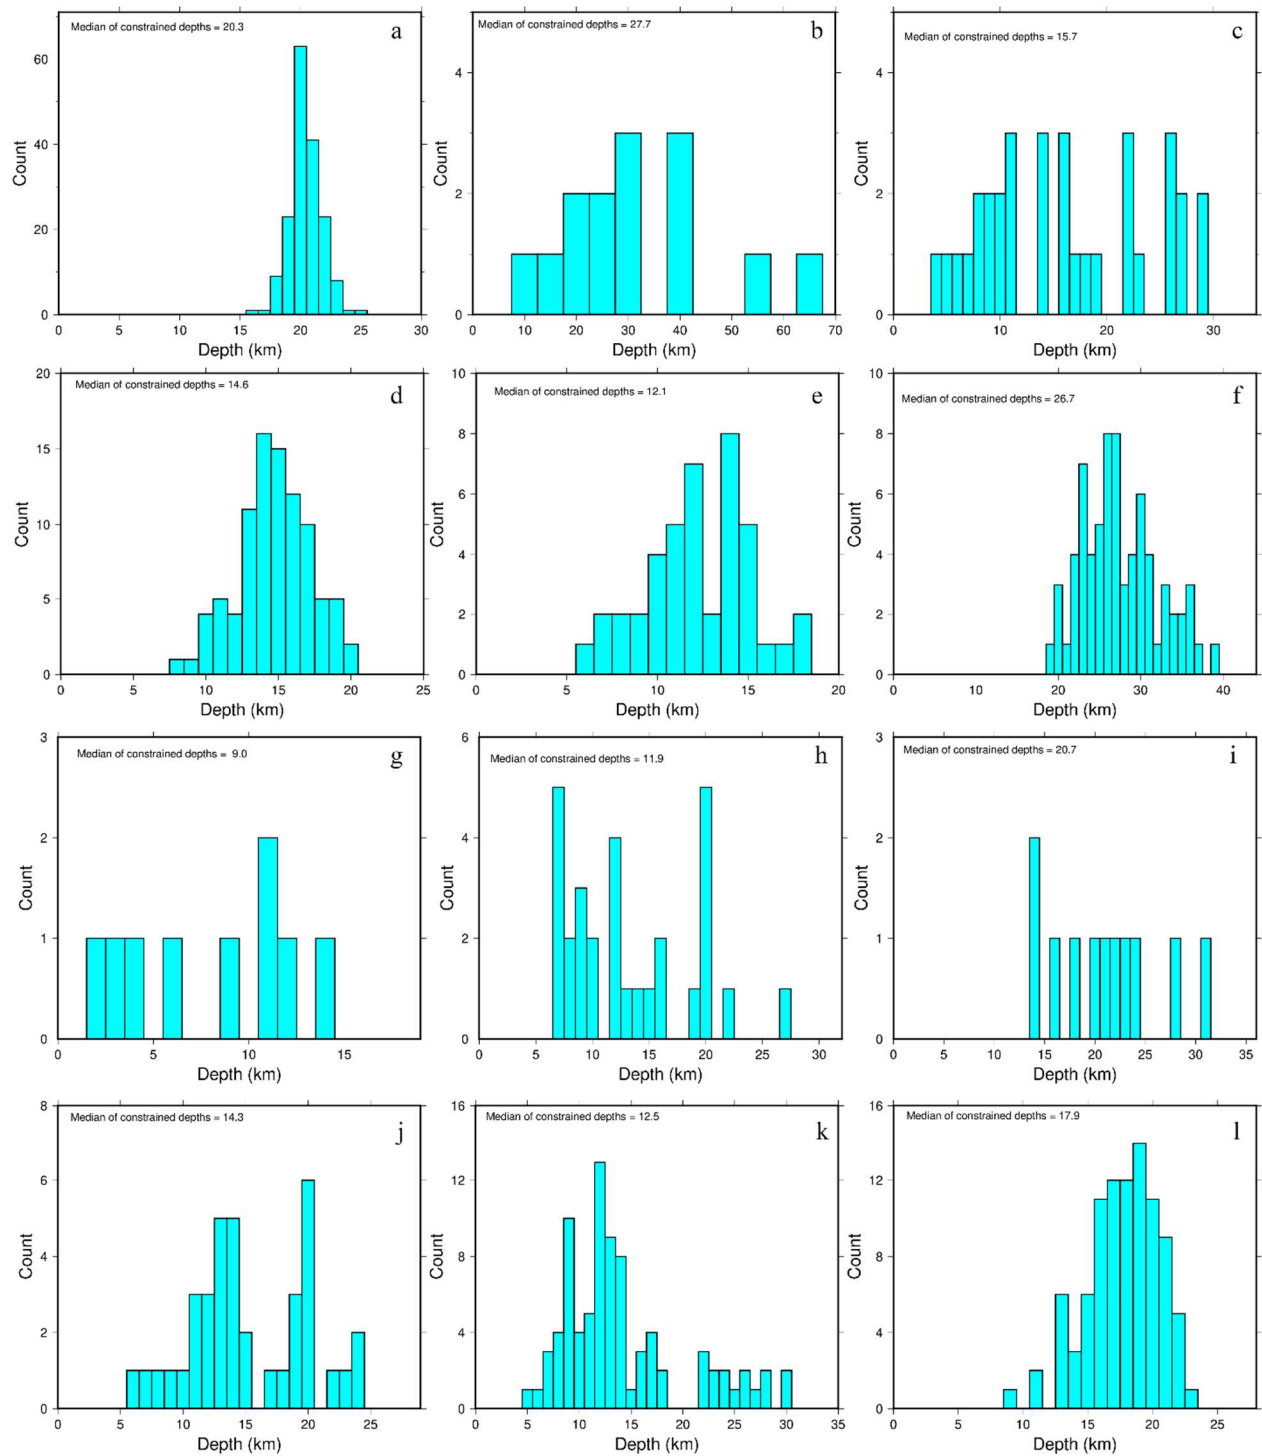 Median of constrained depths = 20.3
a
60
40
20
0
Count
0 5 10 15 20 25 30
Depth (km)
Median of constrained depths = 27.7
b
4
2
0
Count
0 10 20 30 40 50 60 70
Depth (km)
Median of constrained depths = 15.7
c
4
2
0
Count
0 10 20 30
Depth (km)
Median of constrained depths = 14.6
d
20
15
10
5
0
Count
0 5 10 15 20 25
Depth (km)
Median of constrained depths = 12.1
e
10
8
6
4
2
0
Count
0 5 10 15 20
Depth (km)
Median of constrained depths = 26.7
f
10
8
6
4
2
0
Count
0 10 20 30 40
Depth (km)
Median of constrained depths = 9.0
g
3
2
1
0
Count
0 5 10 15
Depth (km)
Median of constrained depths = 11.9
h
6
4
2
0
Count
0 5 10 15 20 25 30
Depth (km)
Median of constrained depths = 20.7
i
3
2
1
0
Count
0 5 10 15 20 25 30 35
Depth (km)
Median of constrained depths = 14.3
j
8
6
4
2
0
Count
0 5 10 15 20 25
Depth (km)
Median of constrained depths = 12.5
k
16
12
8
4
0
Count
0 5 10 15 20 25 30 35
Depth (km)
Median of constrained depths = 17.9
l
16
12
8
4
0
Count
0 5 10 15 20 25
Depth (km)